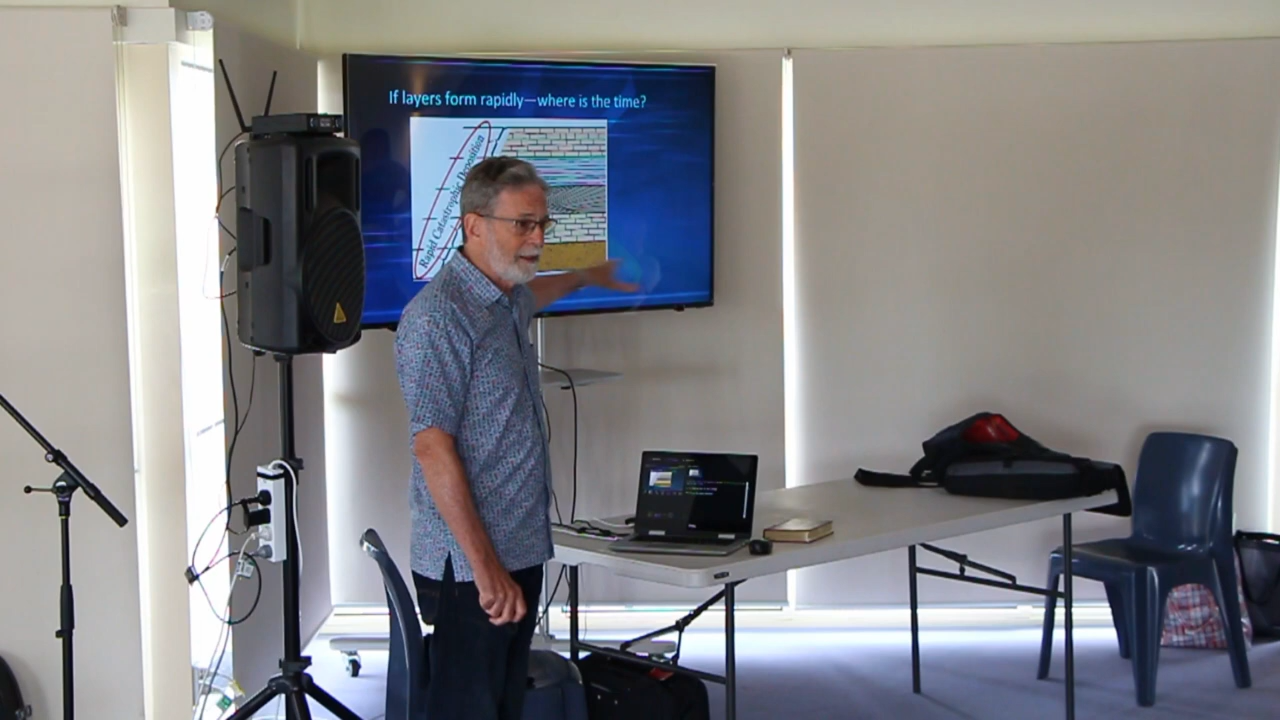 If layers form rapidly—where is the time?
Rapid Catastrophic Deposition